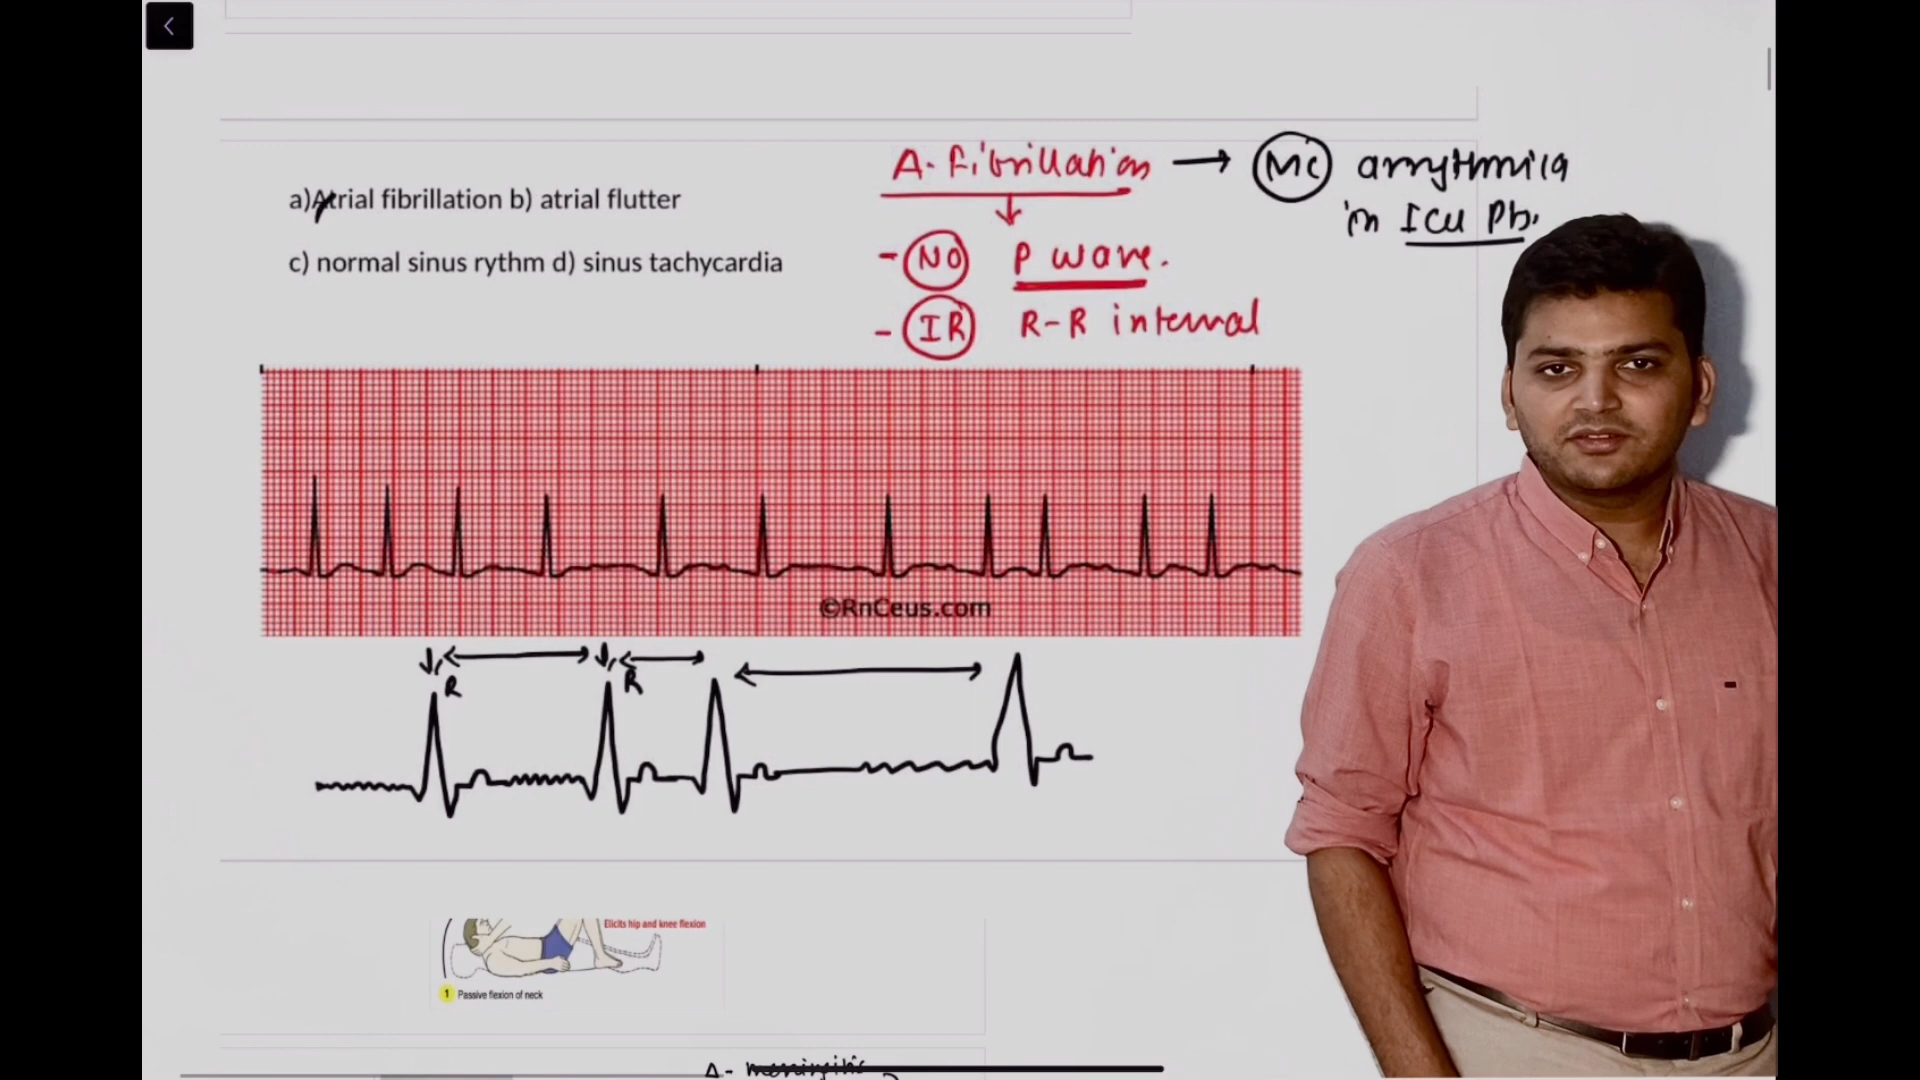 A. Fibrillation → MC arrythmia
in ICU Pt.
a)Atrial fibrillation b) atrial flutter
- NO P wave.
c) normal sinus rythm d) sinus tachycardia
- IR R-R interval
©RnCeus.com
R R
Elicits hip and knee flexion
1 Passive flexion of neck
Δ- meningitis